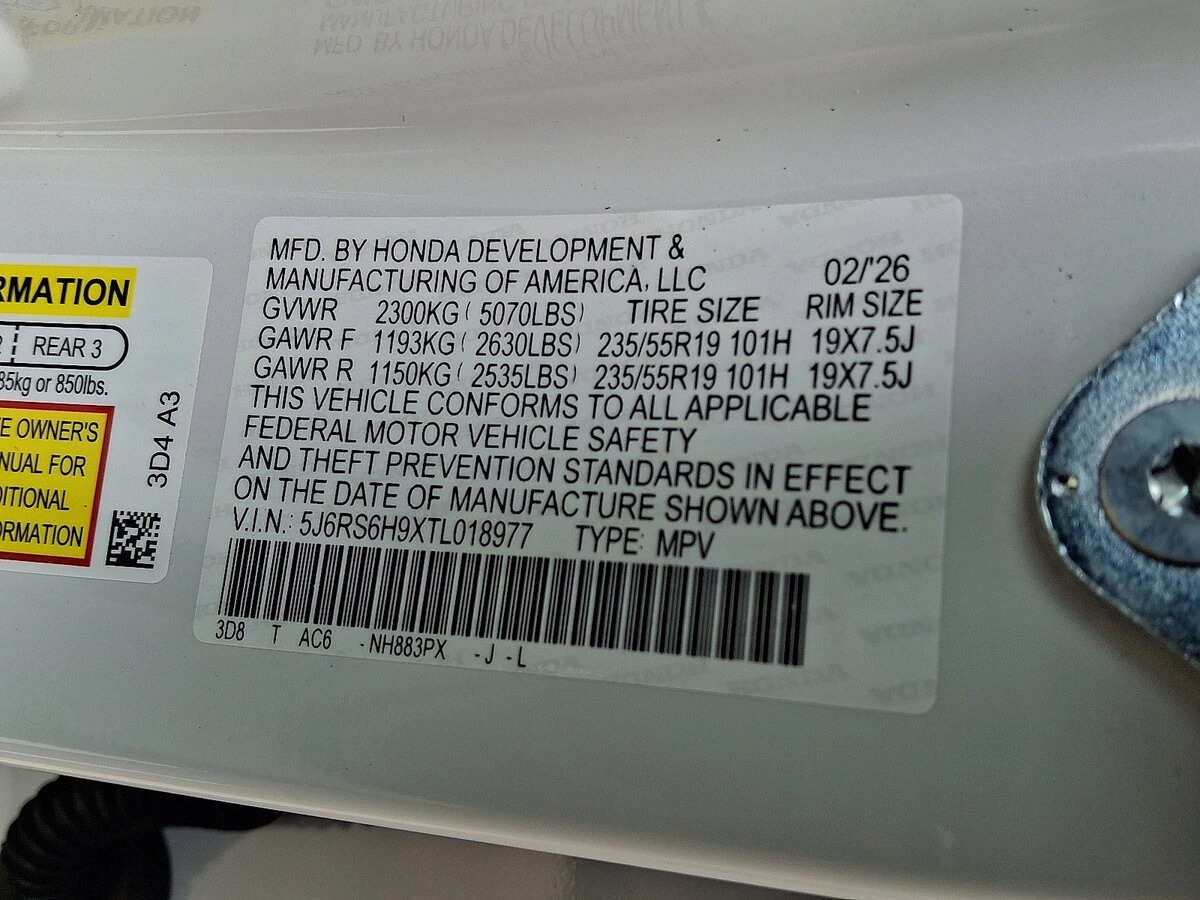 MFD. BY HONDA DEVELOPMENT &
MANUFACTURING OF AMERICA, LLC 02/'26
GVWR 2300KG ( 5070LBS) TIRE SIZE RIM SIZE
GAWR F 1193KG ( 2630LBS) 235/55R19 101H 19X7.5J
GAWR R 1150KG ( 2535LBS) 235/55R19 101H 19X7.5J
THIS VEHICLE CONFORMS TO ALL APPLICABLE
FEDERAL MOTOR VEHICLE SAFETY
AND THEFT PREVENTION STANDARDS IN EFFECT
ON THE DATE OF MANUFACTURE SHOWN ABOVE.
V.I.N.: 5J6RS6H9XTL018977 TYPE: MPV
3D8 T AC6 -NH883PX -J -L
RMATION
REAR 3
85kg or 850lbs.
E OWNER'S
NUAL FOR
DITIONAL
ORMATION
3D4 A3